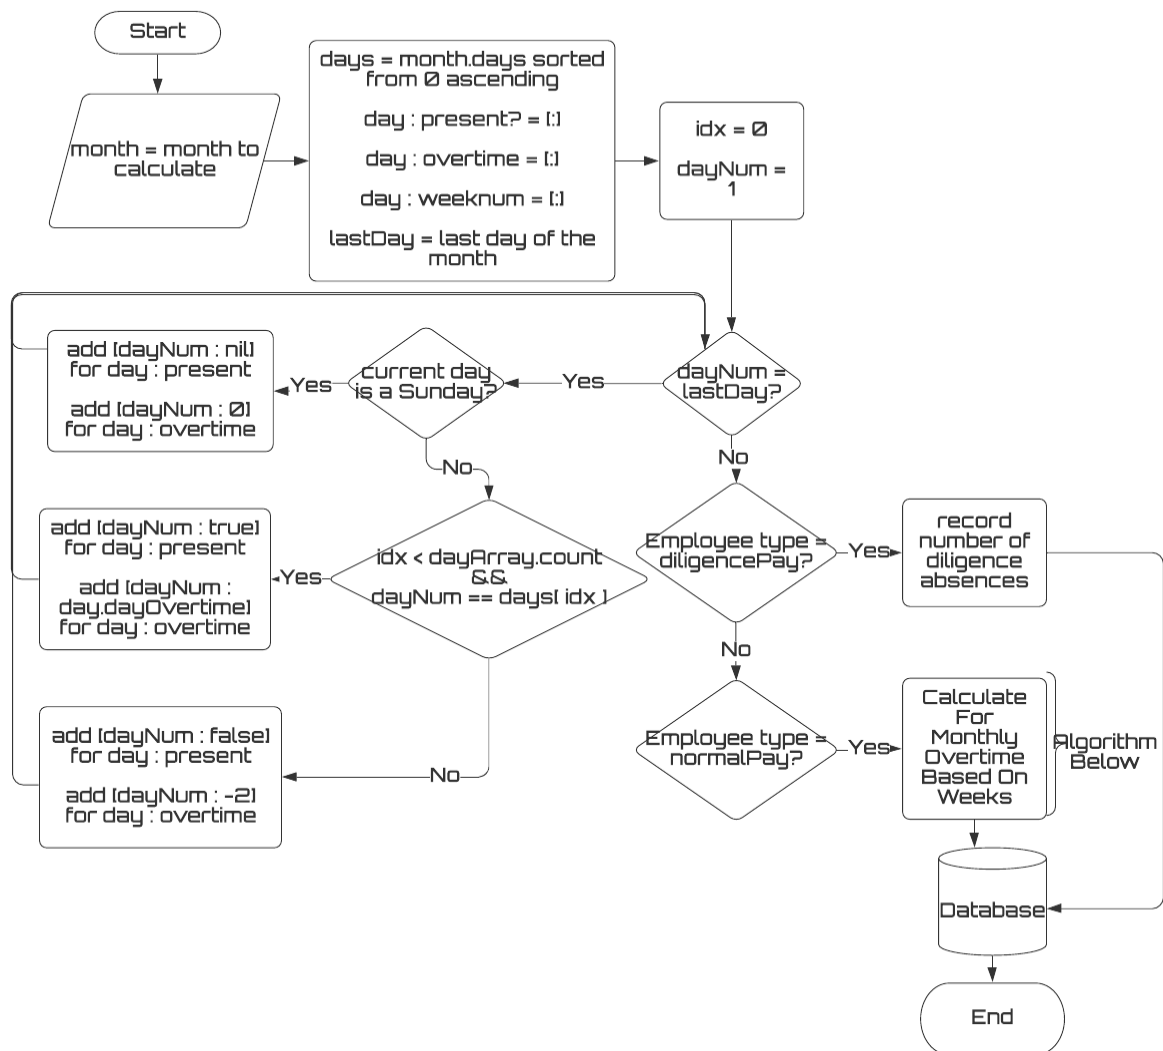 Start
month = month to
calculate
days = month.days sorted
from 0 ascending
day : present? = [:]
day : overtime = [:]
day : weeknum = [:]
lastDay = last day of the
month
idx = 0
dayNum =
1
dayNum =
lastDay?
Yes
current day
is a Sunday?
Yes
add [dayNum : nil]
for day : present
add [dayNum : 0]
for day : overtime
No
idx < dayArray.count
&&
dayNum == days[ idx ]
Yes
add [dayNum : true]
for day : present
add [dayNum :
day.dayOvertime]
for day : overtime
No
add [dayNum : false]
for day : present
add [dayNum : -2]
for day : overtime
No
Employee type =
diligencePay?
Yes
record
number of
diligence
absences
No
Employee type =
normalPay?
Yes
Calculate
For
Monthly
Overtime
Based On
Weeks
Algorithm
Below
Database
End